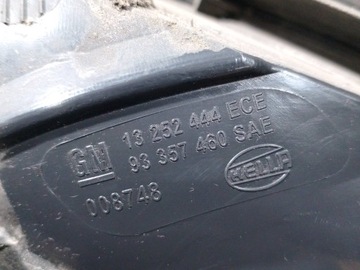 GM
13 252 444 ECE
93 357 460 SAE
008748
HELLA